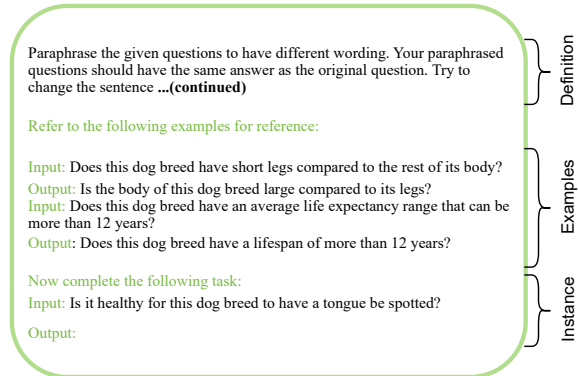 Paraphrase the given questions to have different wording. Your paraphrased
questions should have the same answer as the original question. Try to
change the sentence ...(continued)
Definition
Refer to the following examples for reference:
Input: Does this dog breed have short legs compared to the rest of its body?
Output: Is the body of this dog breed large compared to its legs?
Input: Does this dog breed have an average life expectancy range that can be
more than 12 years?
Output: Does this dog breed have a lifespan of more than 12 years?
Examples
Now complete the following task:
Input: Is it healthy for this dog breed to have a tongue be spotted?
Output:
Instance